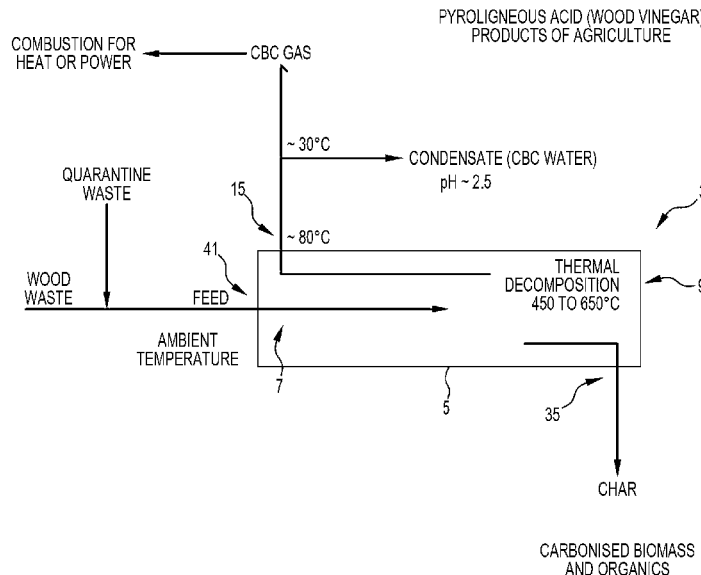 PYROLIGNEOUS ACID (WOOD VINEGAR)
PRODUCTS OF AGRICULTURE
COMBUSTION FOR
HEAT OR POWER
CBC GAS
~ 30°C
CONDENSATE (CBC WATER)
pH ~ 2.5
QUARANTINE
WASTE
15
~ 80°C
3
41
THERMAL
DECOMPOSITION
450 TO 650°C
9
WOOD
WASTE
FEED
AMBIENT
TEMPERATURE
7
5
35
CHAR
CARBONISED BIOMASS
AND ORGANICS